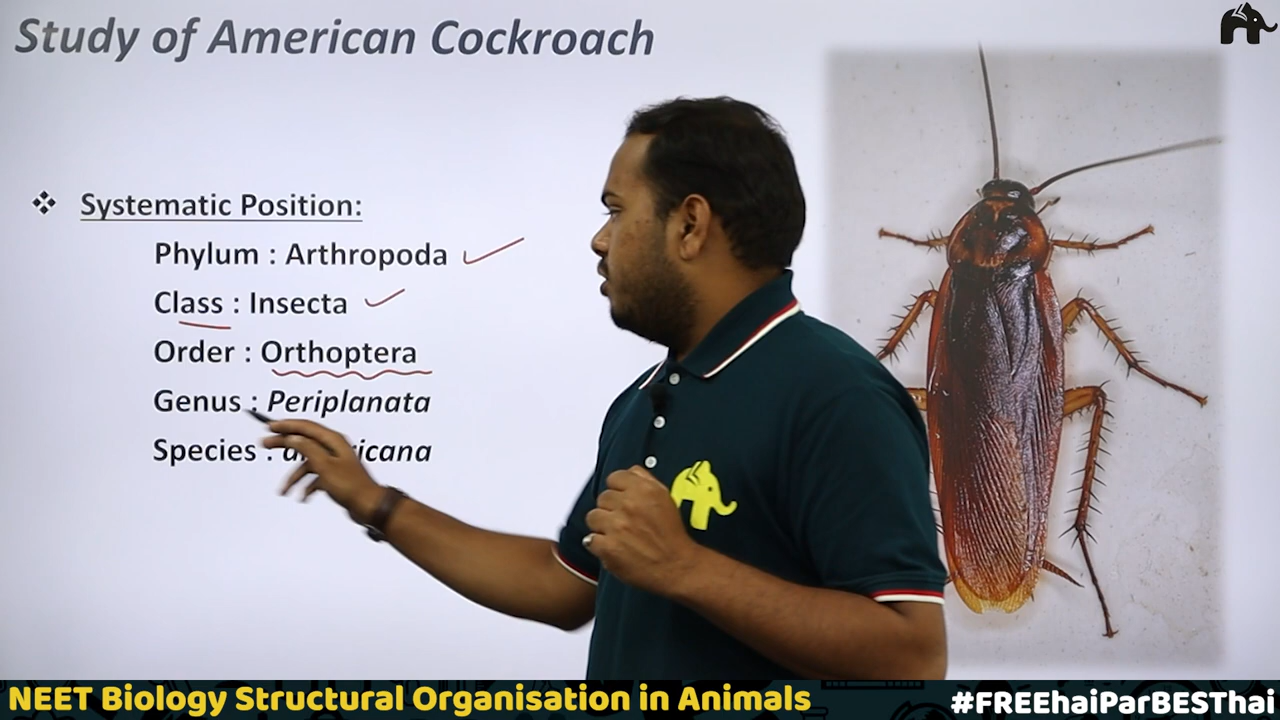 Study of American Cockroach
Systematic Position:
Phylum : Arthropoda
Class : Insecta
Order : Orthoptera
Genus : Periplanata
Species :
NEET Biology Structural Organisation in Animals
#FREEhaiParBESThai